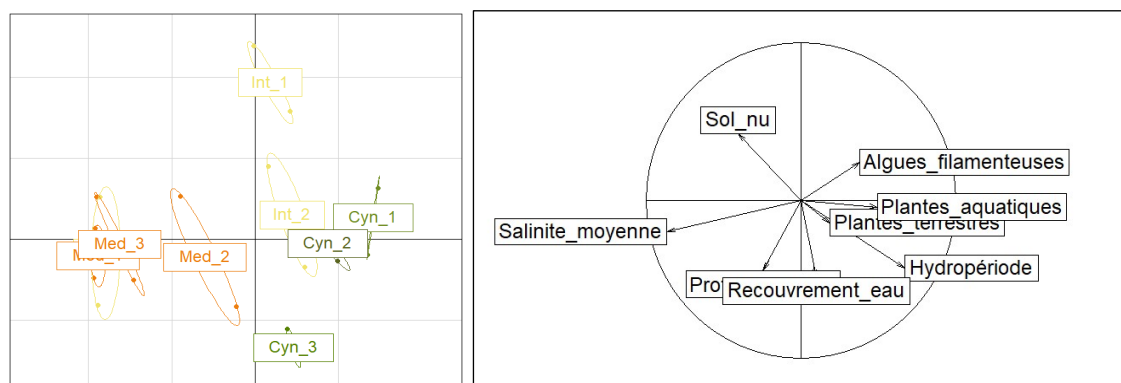 Int_1
Int_2
Cyn_1
Cyn_2
Med_3
Med_2
Cyn_3
Sol_nu
Algues_filamenteuses
Plantes_aquatiques
Plantes_terrestres
Salinite_moyenne
Hydropériode
Recouvrement_eau